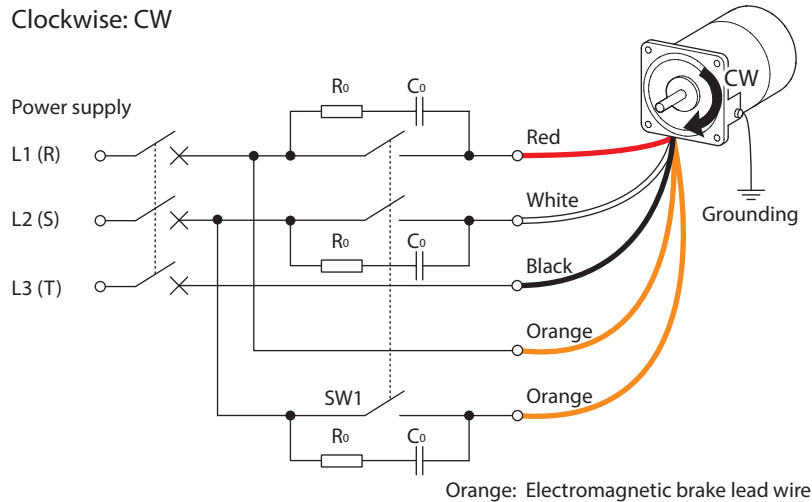 Clockwise: CW
R₀ C₀
CW
Power supply
L1 (R)
Red
L2 (S)
White
Grounding
R₀ C₀
L3 (T)
Black
Orange
SW1
Orange
R₀ C₀
Orange: Electromagnetic brake lead wire